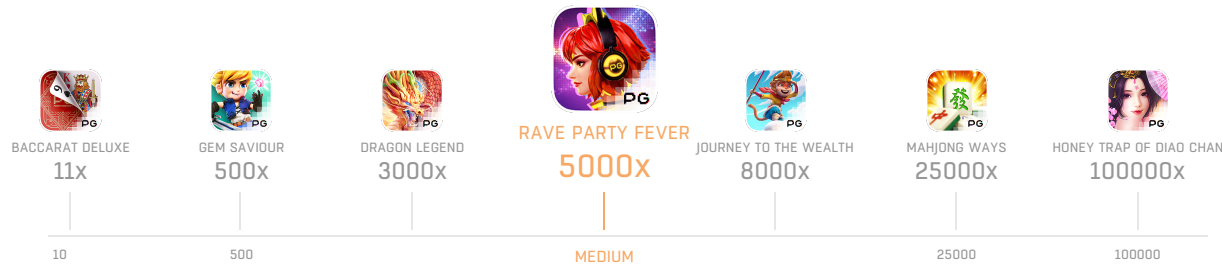 PG
PG
PG
PG
PG
PG
PG
PG
發
RAVE PARTY FEVER
5000x
BACCARAT DELUXE
11x
GEM SAVIOUR
500x
DRAGON LEGEND
3000x
JOURNEY TO THE WEALTH
8000x
MAHJONG WAYS
25000x
HONEY TRAP OF DIAO CHAN
100000x
10
500
MEDIUM
25000
100000